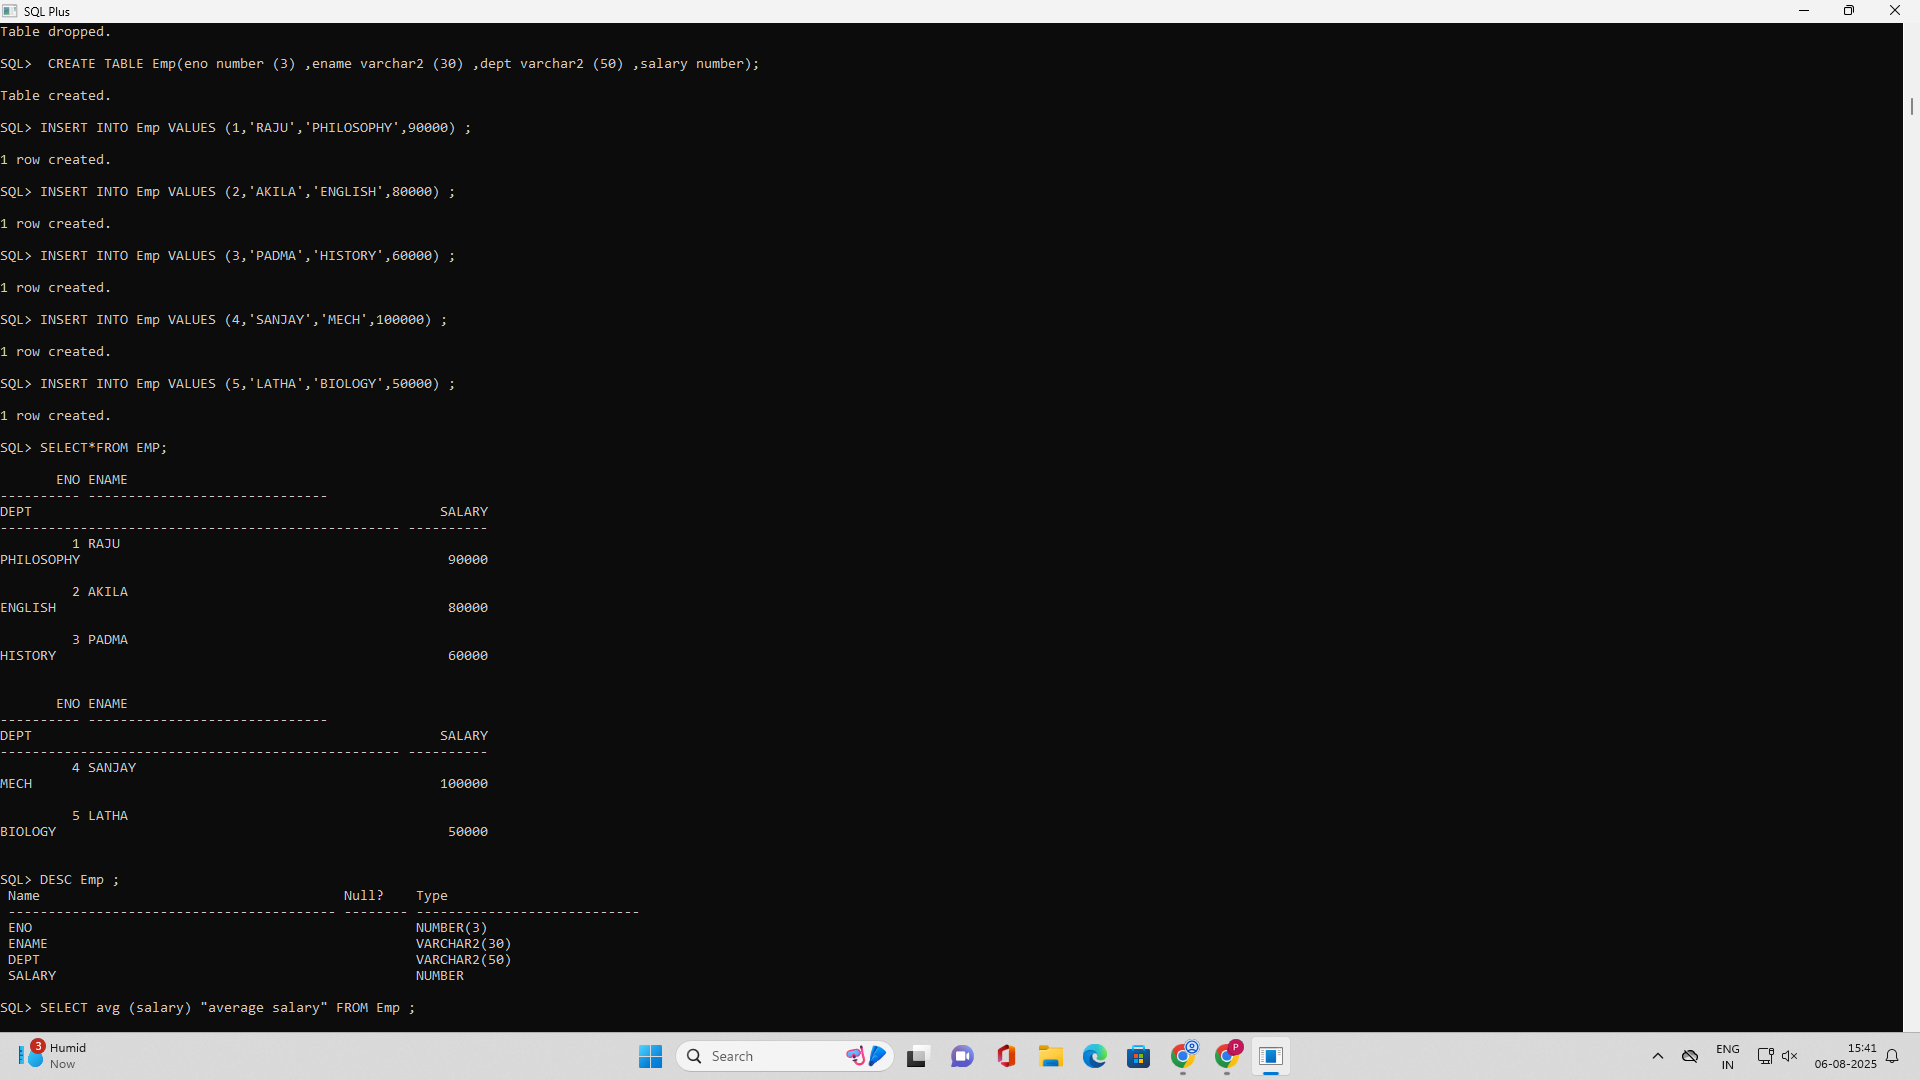 SQL Plus
Table dropped.
SQL>  CREATE TABLE Emp(eno number (3) ,ename varchar2 (30) ,dept varchar2 (50) ,salary number);
Table created.
SQL> INSERT INTO Emp VALUES (1,'RAJU','PHILOSOPHY',90000) ;
1 row created.
SQL> INSERT INTO Emp VALUES (2,'AKILA','ENGLISH',80000) ;
1 row created.
SQL> INSERT INTO Emp VALUES (3,'PADMA','HISTORY',60000) ;
1 row created.
SQL> INSERT INTO Emp VALUES (4,'SANJAY','MECH',100000) ;
1 row created.
SQL> INSERT INTO Emp VALUES (5,'LATHA','BIOLOGY',50000) ;
1 row created.
SQL> SELECT*FROM EMP;
ENO ENAME
---------- ------------------------------
DEPT SALARY
-------------------------------------------------- ----------
1 RAJU
PHILOSOPHY 90000
2 AKILA
ENGLISH 80000
3 PADMA
HISTORY 60000
ENO ENAME
---------- ------------------------------
DEPT SALARY
-------------------------------------------------- ----------
4 SANJAY
MECH 100000
5 LATHA
BIOLOGY 50000
SQL> DESC Emp ;
Name Null? Type
----------------------------------------- -------- ----------------------------
ENO NUMBER(3)
ENAME VARCHAR2(30)
DEPT VARCHAR2(50)
SALARY NUMBER
SQL> SELECT avg (salary) "average salary" FROM Emp ;
3
Humid
Now
Search
P
ENG
IN
15:41
06-08-2025